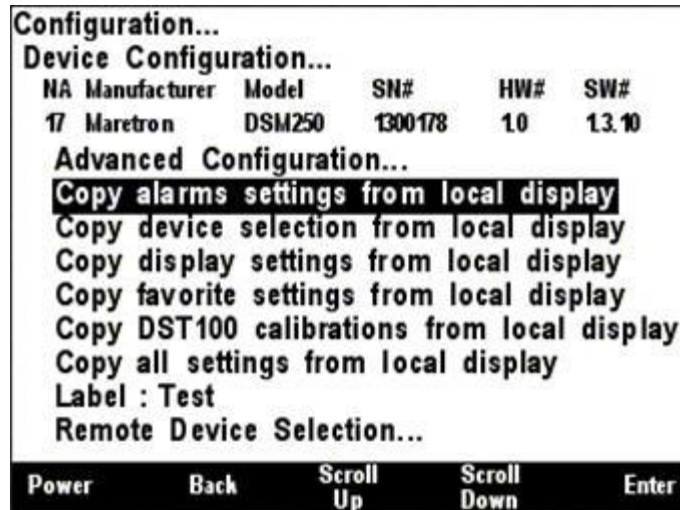 Configuration...
Device Configuration...
NA Manufacturer Model SN# HW# SW#
17 Maretron DSM250 1300178 1.0 1.3.10
Advanced Configuration...
Copy alarms settings from local display
Copy device selection from local display
Copy display settings from local display
Copy favorite settings from local display
Copy DST100 calibrations from local display
Copy all settings from local display
Label : Test
Remote Device Selection...
Power Back Scroll Up Scroll Down Enter